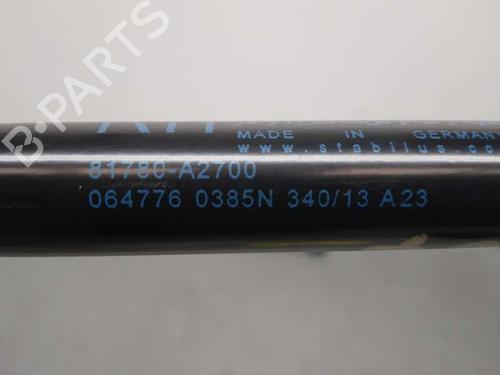 MADE IN GERMAN
www.stabilus.co
81780-A2700
064776 0385N 340/13 A23
B-PARTS